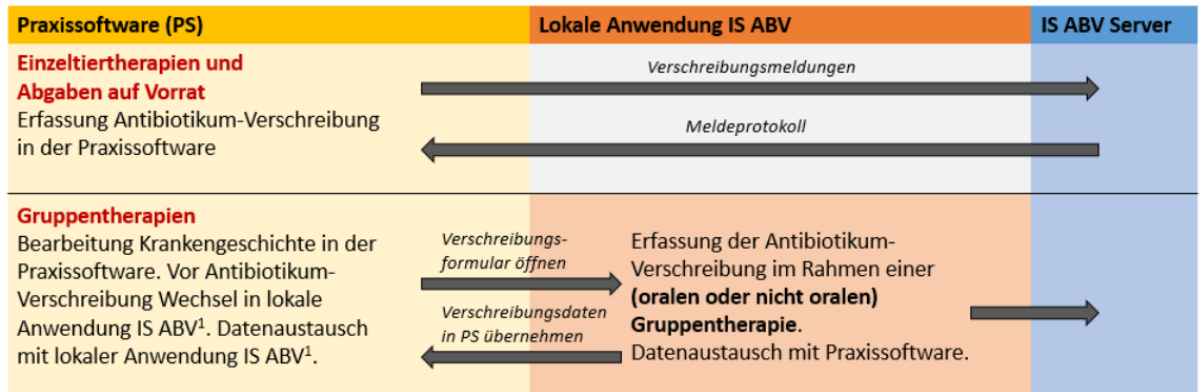 Praxissoftware (PS)
Lokale Anwendung IS ABV
IS ABV Server
Einzeltiertherapien und
Abgaben auf Vorrat
Erfassung Antibiotikum-Verschreibung
in der Praxissoftware
Verschreibungsmeldungen
Meldeprotokoll
Gruppentherapien
Bearbeitung Krankengeschichte in der
Praxissoftware. Vor Antibiotikum-
Verschreibung Wechsel in lokale
Anwendung IS ABV¹. Datenaustausch
mit lokaler Anwendung IS ABV¹.
Verschreibungs-
formular öffnen
Verschreibungsdaten
in PS übernehmen
Erfassung der Antibiotikum-
Verschreibung im Rahmen einer
(oralen oder nicht oralen)
Gruppentherapie.
Datenaustausch mit Praxissoftware.